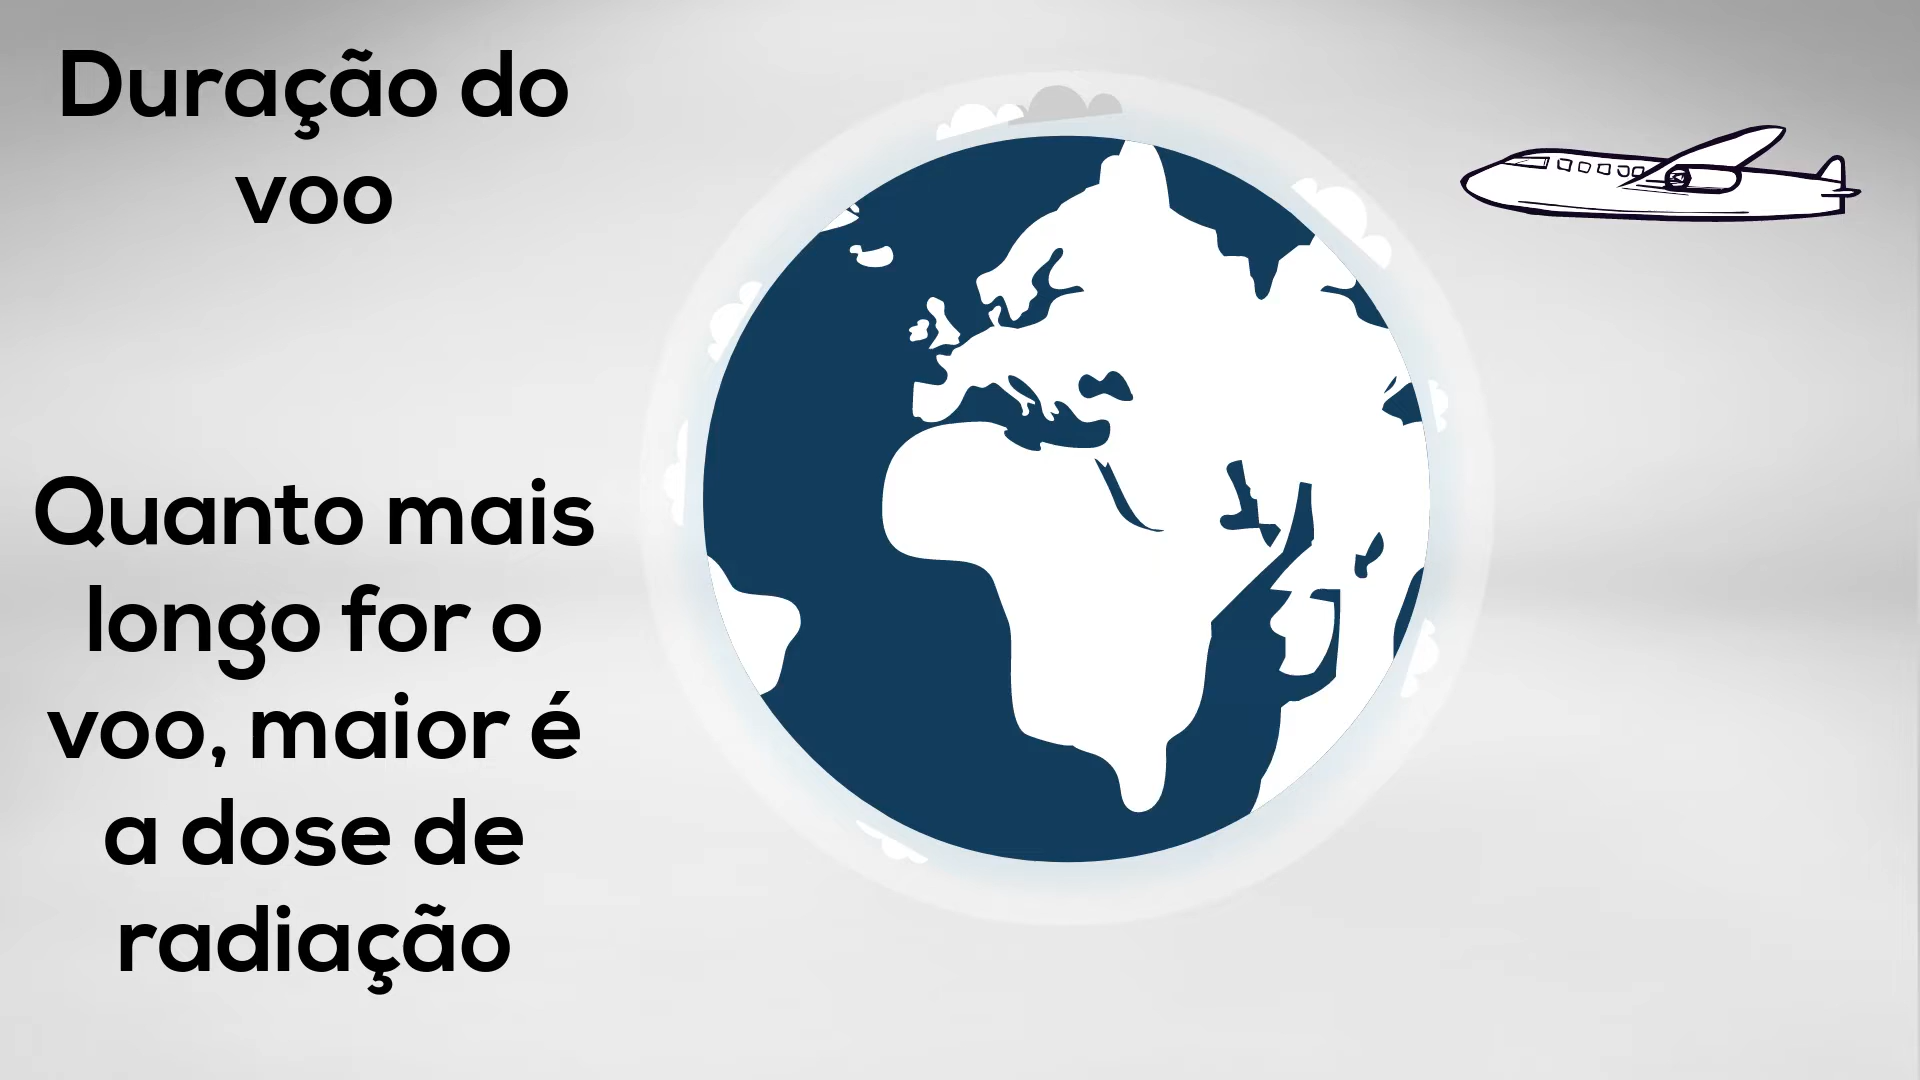 Duração do
voo
Quanto mais
longo for o
voo, maior é
a dose de
radiação